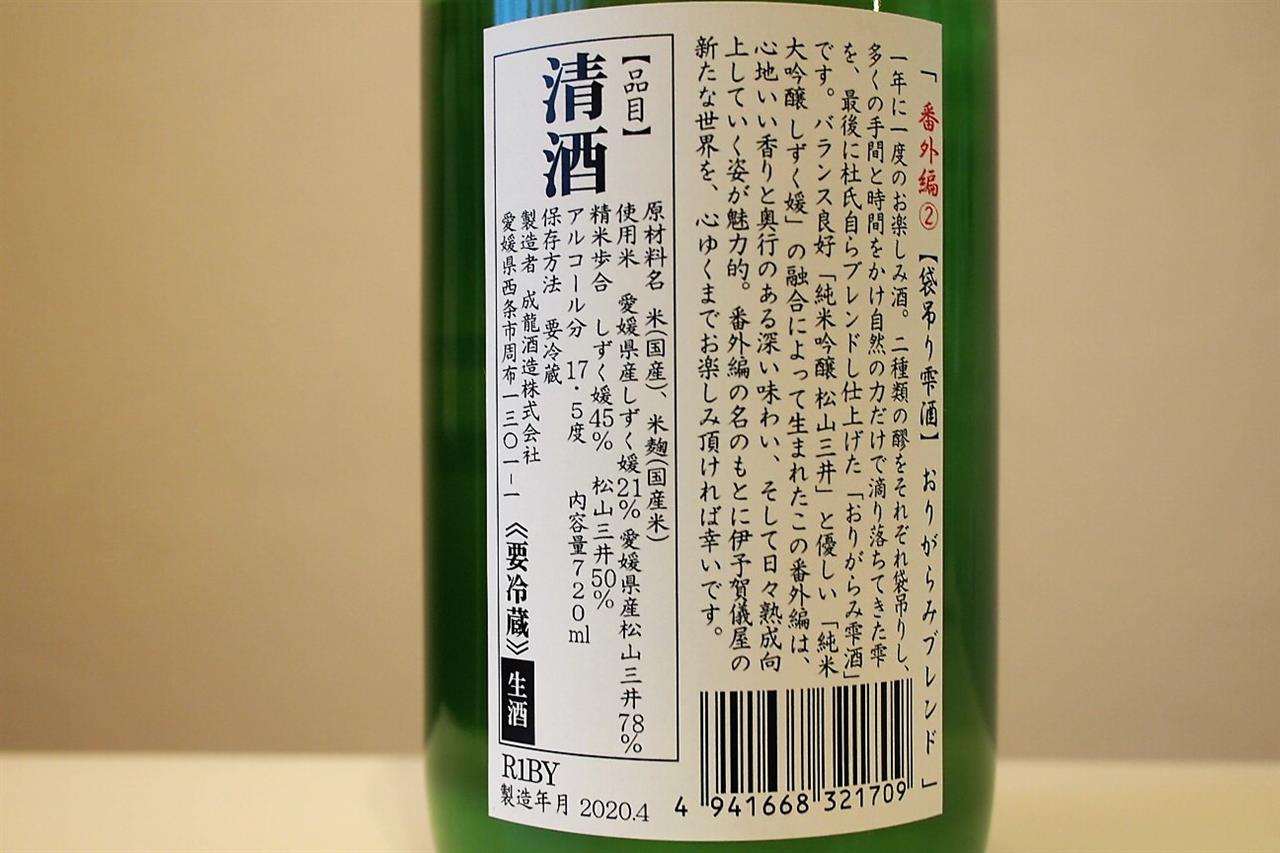 「番外編② 【袋吊り雫酒】 おりがらみブレンド」
一年に一度のお楽しみ酒。二種類の醪をそれぞれ袋吊りし、
多くの手間と時間をかけ自然の力だけで滴り落ちてきた雫
を、最後に杜氏自らブレンドし仕上げた「おりがらみ雫酒」
です。バランス良好「純米吟醸 松山三井」と優しい「純米
大吟醸 しずく媛」の融合によって生まれたこの番外編は、
心地いい香りと奥行のある深い味わい、そして日々熟成向
上していく姿が魅力的。番外編の名のもとに伊予賀儀屋の
新たな世界を、心ゆくまでお楽しみ頂ければ幸いです。
【品目】
清酒
原材料名 米(国産)、米麹(国産米)
使用米 愛媛県産しずく媛21% 愛媛県産松山三井78%
精米歩合 しずく媛45% 松山三井50%
アルコール分 17・5度 内容量720ml
保存方法 要冷蔵
製造者 成龍酒造株式会社
愛媛県西条市周布一三〇一-一 《要冷蔵》 生酒
R1BY
製造年月 2020.4
4 941668 321709